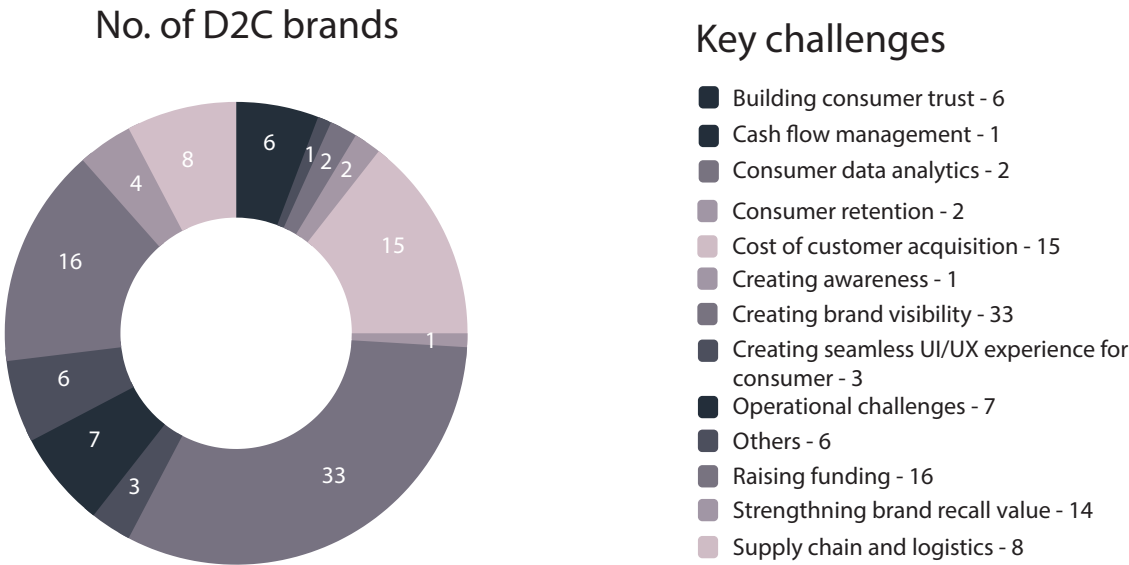 No. of D2C brands
6
1
2
2
15
1
33
3
7
6
16
4
8
Key challenges
Building consumer trust - 6
Cash flow management - 1
Consumer data analytics - 2
Consumer retention - 2
Cost of customer acquisition - 15
Creating awareness - 1
Creating brand visibility - 33
Creating seamless UI/UX experience for
consumer - 3
Operational challenges - 7
Others - 6
Raising funding - 16
Strengthning brand recall value - 14
Supply chain and logistics - 8